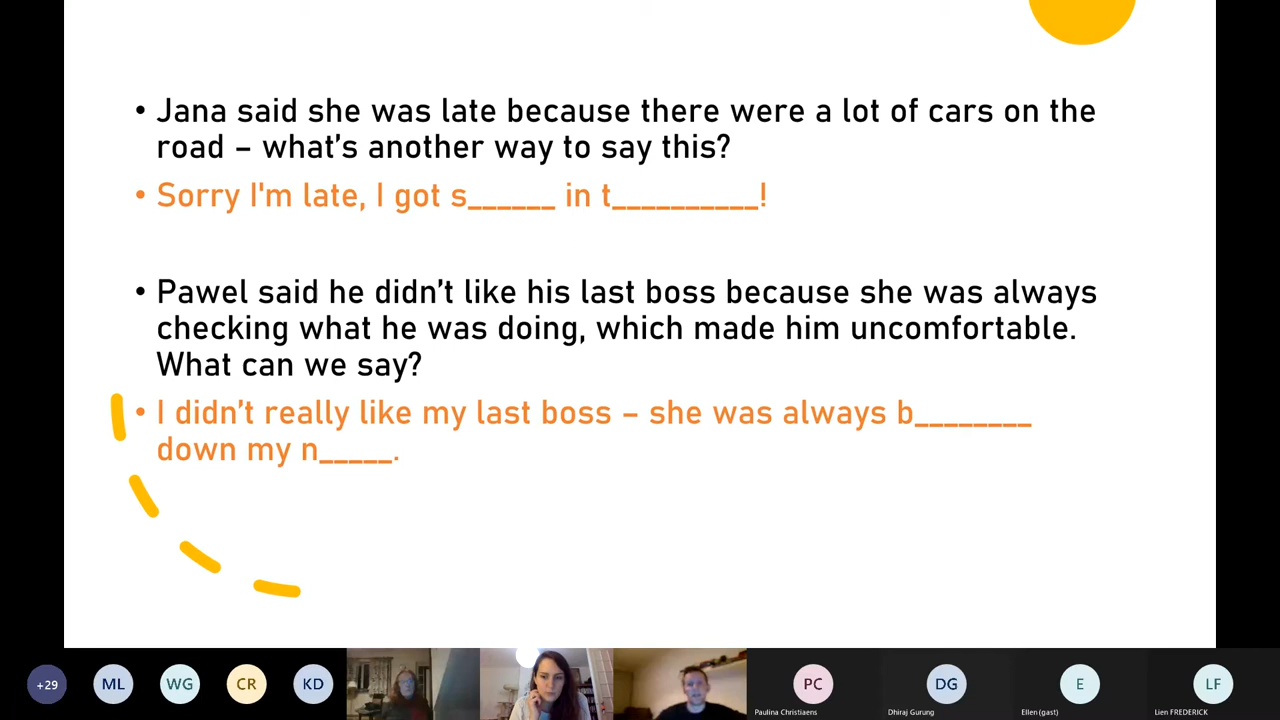 • Jana said she was late because there were a lot of cars on the
road – what's another way to say this?
• Sorry I'm late, I got s______ in t__________!
• Pawel said he didn't like his last boss because she was always
checking what he was doing, which made him uncomfortable.
What can we say?
• I didn't really like my last boss – she was always b________
down my n_____.
+29
ML
WG
CR
KD
PC
DG
E
LF
Paulina Christiaens
Dhiraj Gurung
Ellen (gast)
Lien FREDERICK